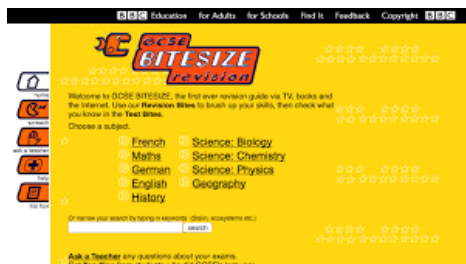 BBC Education for Adults for Schools Find It Feedback Copyright BBC
GCSE
BITESIZE
revision
Welcome to GCSE BITESIZE, the first ever revision guide via TV, books and
the Internet. Use our Revision Bites to brush up your skills, then check what
you know in the Test Bites.
Choose a subject.
French Science: Biology
Maths Science: Chemistry
German Science: Physics
English Geography
History
Or narrow your search by typing in keywords (Stalin, ecosystems etc.)
search
home
ask a teacher
help
Ask a Teacher any questions about your exams.